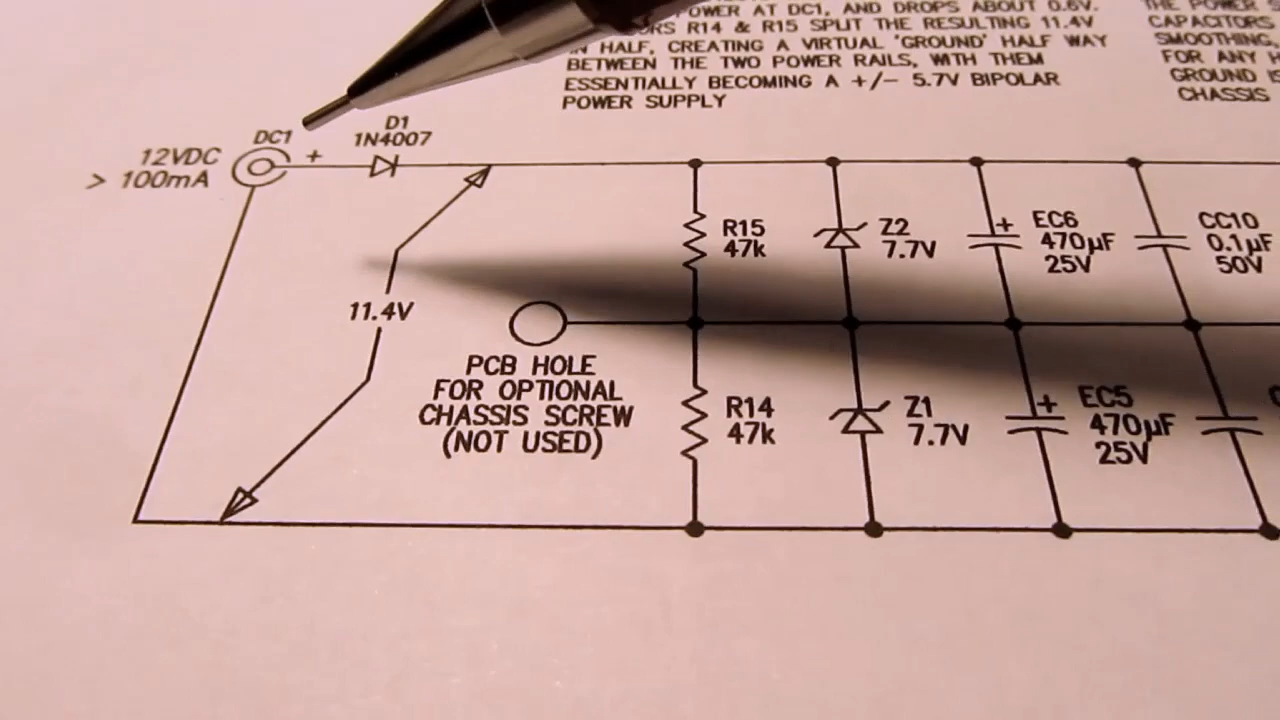 POWER AT DC1, AND DROPS ABOUT 0.6V.
R14 & R15 SPLIT THE RESULTING 11.4V
HALF, CREATING A VIRTUAL 'GROUND' HALF WAY
BETWEEN THE TWO POWER RAILS, WITH THEM
ESSENTIALLY BECOMING A +/- 5.7V BIPOLAR
POWER SUPPLY
THE POWER
CAPACITORS
SMOOTHING,
FOR ANY
GROUND
CHASSIS
DC1
+
12VDC
> 100mA
D1
1N4007
11.4V
PCB HOLE
FOR OPTIONAL
CHASSIS SCREW
(NOT USED)
R15
47k
Z2
7.7V
+
EC6
470µF
25V
CC10
0.1µF
50V
R14
47k
Z1
7.7V
+
EC5
470µF
25V